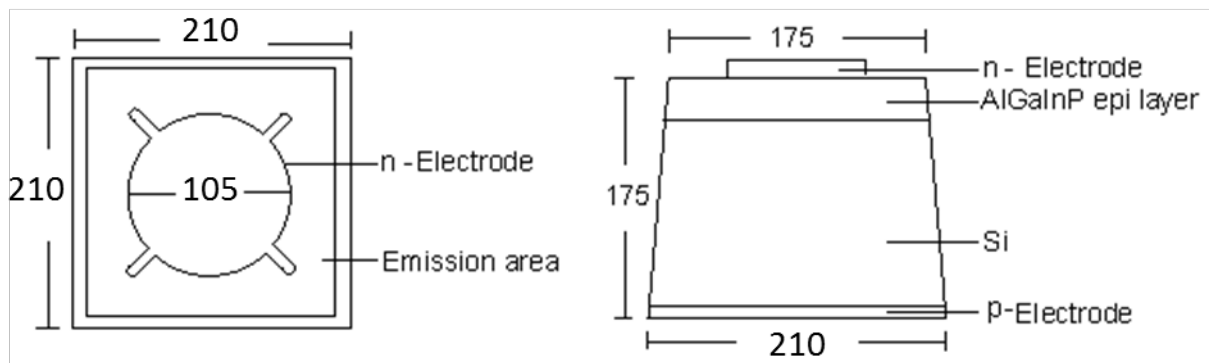 210
n - Electrode
210
105
Emission area
175
n - Electrode
AlGaInP epi layer
175
Si
p-Electrode
210